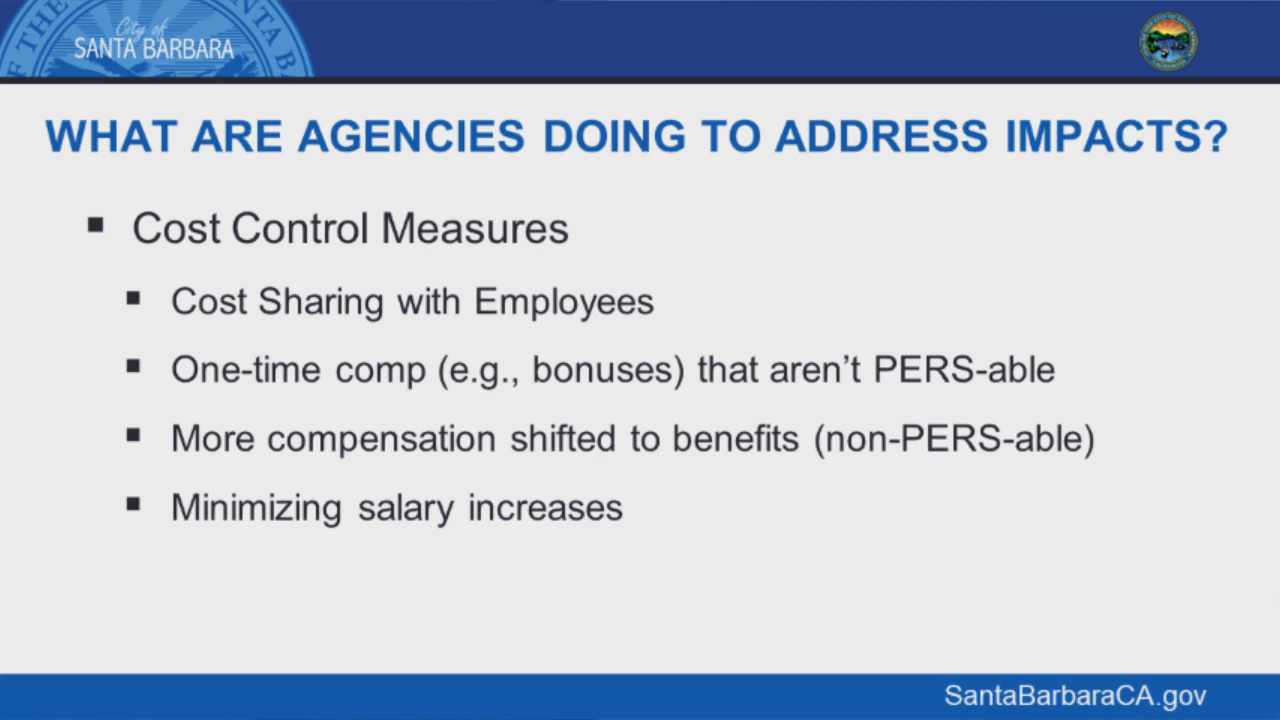 City of
SANTA BARBARA
WHAT ARE AGENCIES DOING TO ADDRESS IMPACTS?
▪ Cost Control Measures
▪ Cost Sharing with Employees
▪ One-time comp (e.g., bonuses) that aren’t PERS-able
▪ More compensation shifted to benefits (non-PERS-able)
▪ Minimizing salary increases
SantaBarbaraCA.gov